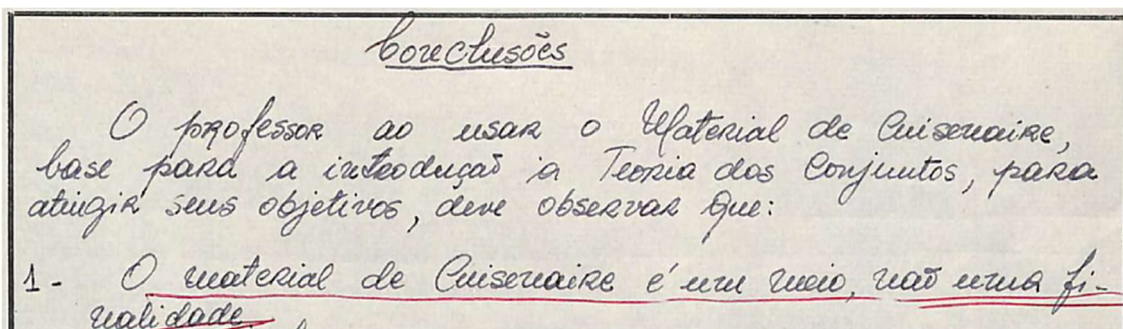 Conclusões
O professor ao usar o Material de Cuisenaire,
base para a introdução à Teoria dos Conjuntos, para
atingir seus objetivos, deve observar que:
1- O material de Cuisenaire é um meio, não uma fi-
nalidade